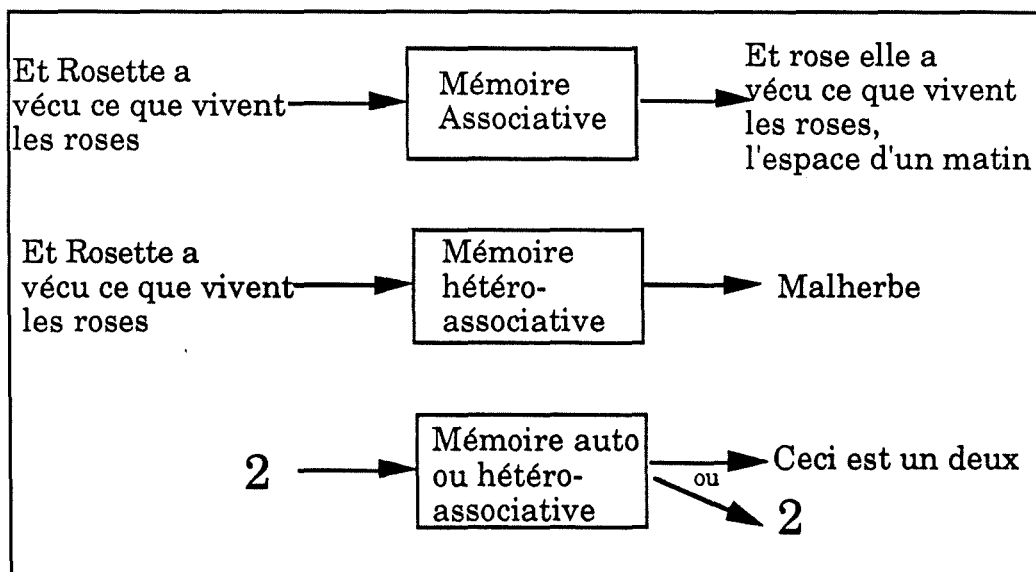 Et Rosette a
vécu ce que vivent
les roses
Mémoire
Associative
Et rose elle a
vécu ce que vivent
les roses,
l'espace d'un matin
Et Rosette a
vécu ce que vivent
les roses
Mémoire
hétéro-
associative
Malherbe
2
Mémoire auto
ou hétéro-
associative
Ceci est un deux
ou
2